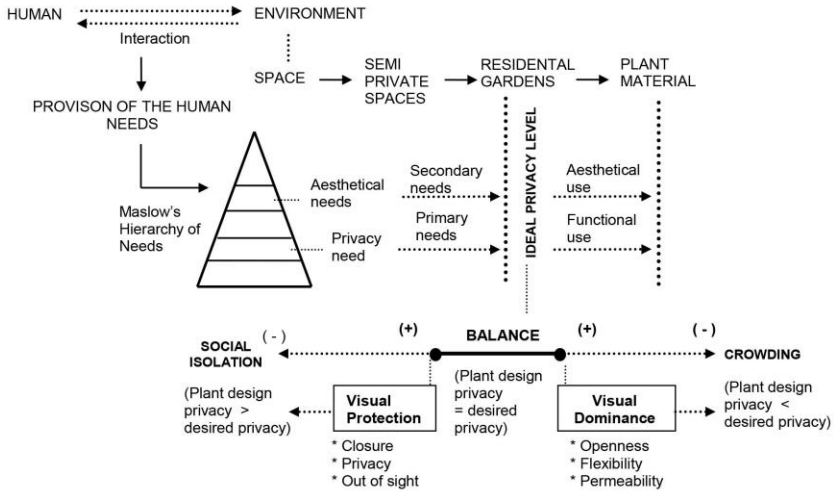 HUMAN
ENVIRONMENT
Interaction
SPACE
SEMI
PRIVATE
SPACES
RESIDENTAL
GARDENS
PLANT
MATERIAL
PROVISON OF THE HUMAN
NEEDS
Maslow's
Hierarchy of
Needs
Aesthetical
needs
Secondary
needs
Privacy
need
Primary
needs
IDEAL PRIVACY LEVEL
Aesthetical
use
Functional
use
SOCIAL
ISOLATION
( - )
(+)
BALANCE
(+)
( - )
CROWDING
(Plant design
privacy >
desired privacy)
Visual
Protection
(Plant design
privacy
= desired
privacy)
Visual
Dominance
(Plant design
privacy <
desired privacy)
* Closure
* Privacy
* Out of sight
* Openness
* Flexibility
* Permeability